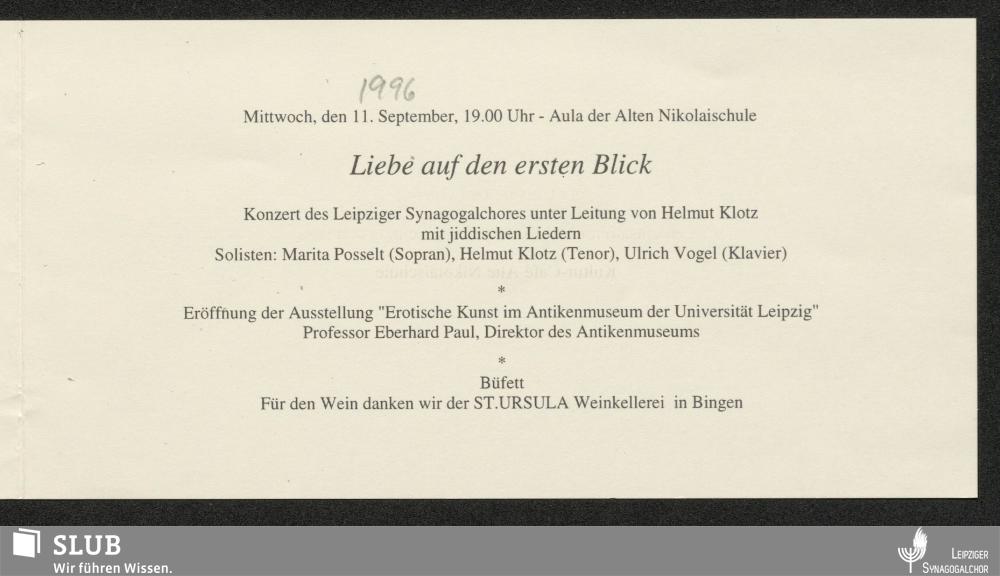 1996
Mittwoch, den 11. September, 19.00 Uhr - Aula der Alten Nikolaischule
Liebe auf den ersten Blick
Konzert des Leipziger Synagogalchores unter Leitung von Helmut Klotz
mit jiddischen Liedern
Solisten: Marita Posselt (Sopran), Helmut Klotz (Tenor), Ulrich Vogel (Klavier)
*
Eröffnung der Ausstellung "Erotische Kunst im Antikenmuseum der Universität Leipzig"
Professor Eberhard Paul, Direktor des Antikenmuseums
*
Büfett
Für den Wein danken wir der ST.URSULA Weinkellerei in Bingen
SLUB
Wir führen Wissen.
LEIPZIGER
SYNAGOGALCHOR